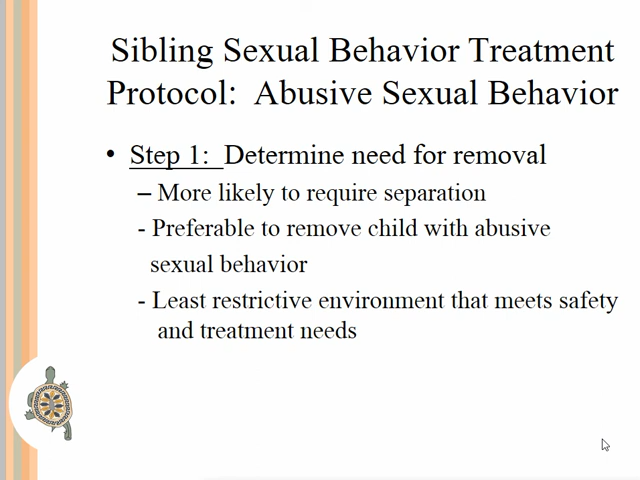 Sibling Sexual Behavior Treatment
Protocol:  Abusive Sexual Behavior
• Step 1:  Determine need for removal
– More likely to require separation
- Preferable to remove child with abusive
sexual behavior
- Least restrictive environment that meets safety
and treatment needs